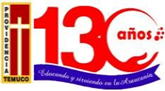 PROVIDENCIA
TEMUCO
130 años
Educando y sirviendo en la Araucanía